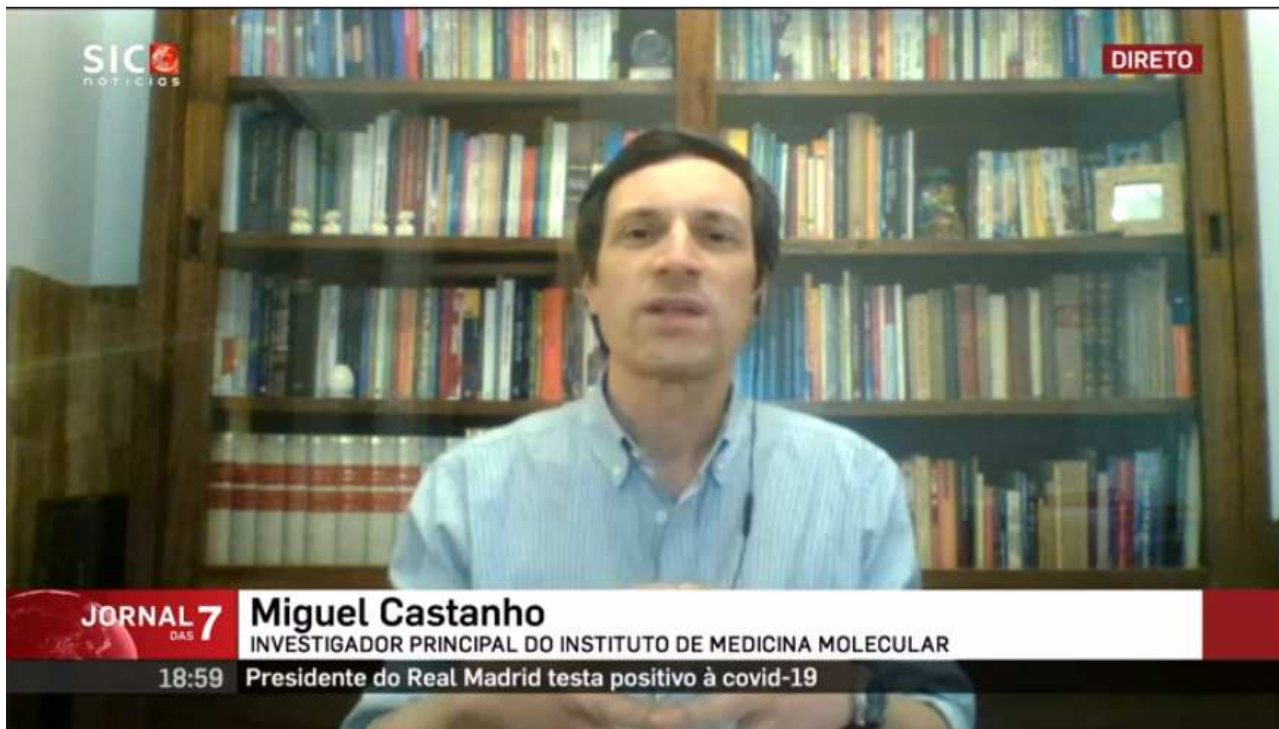 SIC
notícias
DIRETO
JORNAL
DAS 7
Miguel Castanho
INVESTIGADOR PRINCIPAL DO INSTITUTO DE MEDICINA MOLECULAR
18:59 Presidente do Real Madrid testa positivo à covid-19